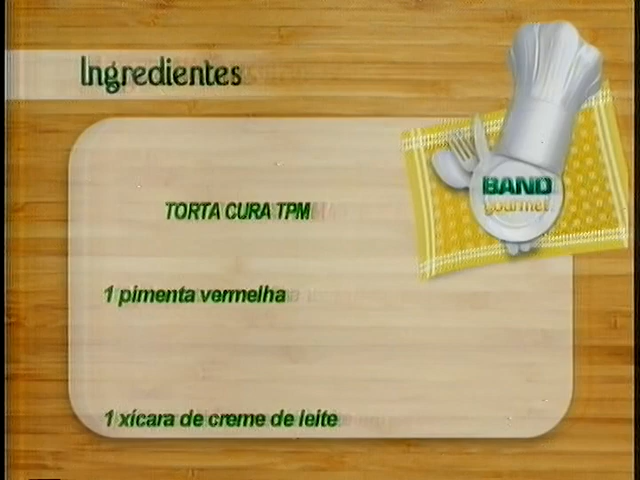 Ingredientes
BAND
gourmet
TORTA CURA TPM
1 pimenta vermelha
1 xícara de creme de leite